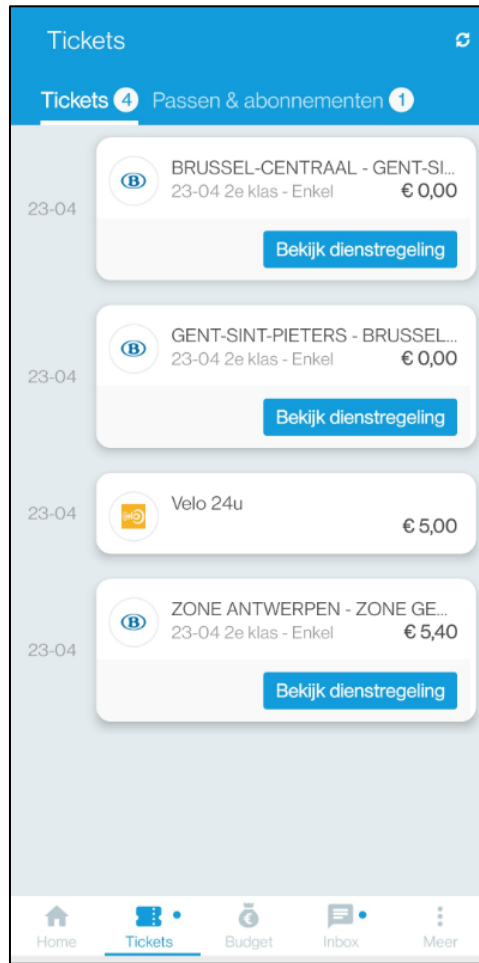 Tickets
Tickets 4 Passen & abonnementen 1
BRUSSEL-CENTRAAL - GENT-SI...
23-04 2e klas - Enkel € 0,00
23-04
Bekijk dienstregeling
GENT-SINT-PIETERS - BRUSSEL...
23-04 2e klas - Enkel € 0,00
23-04
Bekijk dienstregeling
Velo 24u
23-04
€ 5,00
ZONE ANTWERPEN - ZONE GE...
23-04 2e klas - Enkel € 5,40
23-04
Bekijk dienstregeling
Home Tickets Budget Inbox Meer